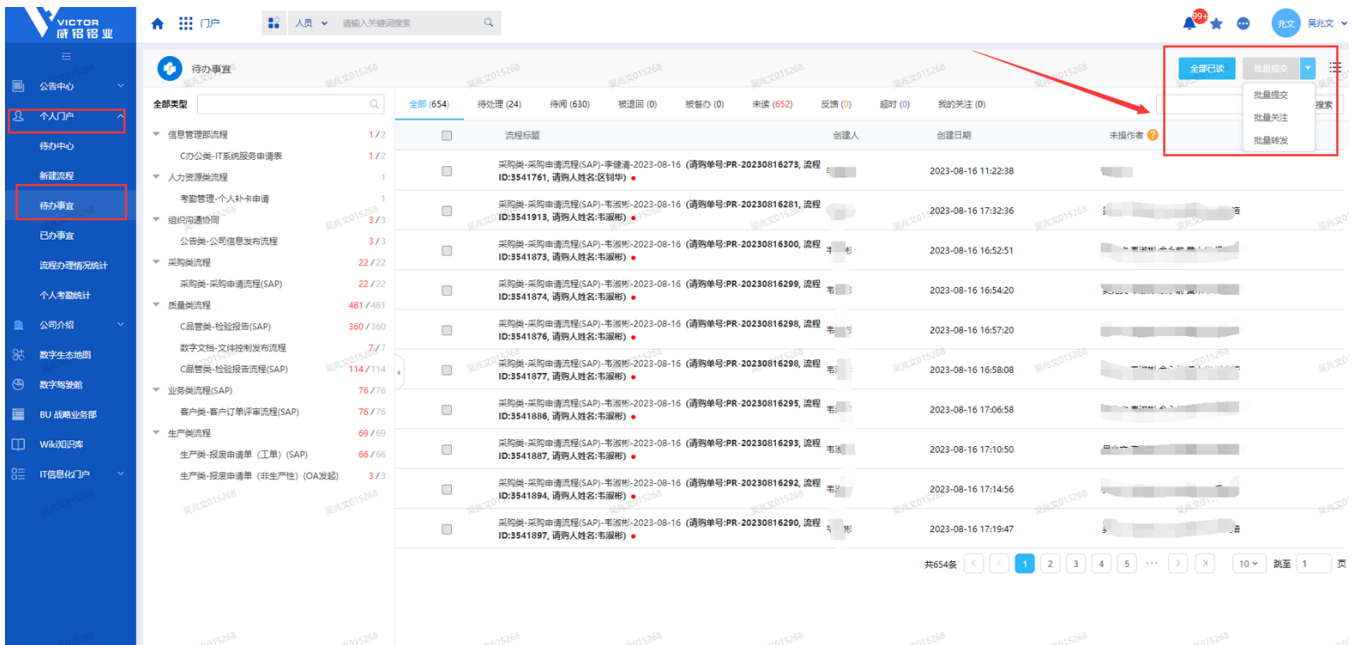 VICTOR
威铝铝业
门户
人员
请输入关键词搜索
99+
兆文
吴兆文
待办事宜
全部已读
批量提交
批量提交
批量关注
批量转发
搜索
公告中心
个人门户
待办中心
新建流程
待办事宜
已办事宜
流程办理情况统计
个人考勤统计
公司介绍
数字生态地图
数字驾驶舱
BU 战略业务部
Wiki知识库
IT信息化门户
全部类型
信息管理部流程 1 / 2
C办公类-IT系统服务申请表 1 / 2
人力资源类流程 1
考勤管理-个人补卡申请 1
组织沟通协同 3 / 3
公告类-公司信息发布流程 3 / 3
采购类流程 22 / 22
采购类-采购申请流程(SAP) 22 / 22
质量类流程 481 / 481
C品管类-检验报告(SAP) 360 / 360
数字文档-文件控制发布流程 7 / 7
C品管类-检验报告流程(SAP) 114 / 114
业务类流程(SAP) 76 / 76
客户类-客户订单评审流程(SAP) 76 / 76
生产类流程 69 / 69
生产类-报废申请单（工单）(SAP) 66 / 66
生产类-报废申请单（非生产性）(OA发起) 3 / 3
全部 (654) 待处理 (24) 待阅 (630) 被退回 (0) 被督办 (0) 未读 (652) 反馈 (0) 超时 (0) 我的关注 (0)
流程标题 创建人 创建日期 未操作者
采购类-采购申请流程(SAP)-李健清-2023-08-16 (请购单号:PR-20230816273, 流程
ID:3541761, 请购人姓名:区钊华) 2023-08-16 11:22:38
采购类-采购申请流程(SAP)-韦淑彬-2023-08-16 (请购单号:PR-20230816281, 流程
ID:3541913, 请购人姓名:韦淑彬) 2023-08-16 17:32:36
采购类-采购申请流程(SAP)-韦淑彬-2023-08-16 (请购单号:PR-20230816300, 流程
ID:3541873, 请购人姓名:韦淑彬) 2023-08-16 16:52:51
采购类-采购申请流程(SAP)-韦淑彬-2023-08-16 (请购单号:PR-20230816299, 流程
ID:3541874, 请购人姓名:韦淑彬) 2023-08-16 16:54:20
采购类-采购申请流程(SAP)-韦淑彬-2023-08-16 (请购单号:PR-20230816298, 流程
ID:3541876, 请购人姓名:韦淑彬) 2023-08-16 16:57:20
采购类-采购申请流程(SAP)-韦淑彬-2023-08-16 (请购单号:PR-20230816298, 流程
ID:3541877, 请购人姓名:韦淑彬) 2023-08-16 16:58:08
采购类-采购申请流程(SAP)-韦淑彬-2023-08-16 (请购单号:PR-20230816295, 流程
ID:3541886, 请购人姓名:韦淑彬) 2023-08-16 17:06:58
采购类-采购申请流程(SAP)-韦淑彬-2023-08-16 (请购单号:PR-20230816293, 流程
ID:3541887, 请购人姓名:韦淑彬) 2023-08-16 17:10:50
采购类-采购申请流程(SAP)-韦淑彬-2023-08-16 (请购单号:PR-20230816292, 流程
ID:3541894, 请购人姓名:韦淑彬) 2023-08-16 17:14:56
采购类-采购申请流程(SAP)-韦淑彬-2023-08-16 (请购单号:PR-20230816290, 流程
ID:3541897, 请购人姓名:韦淑彬) 2023-08-16 17:19:47
共654条 1 2 3 4 5 ··· 10 跳至 1 页
吴兆文015268